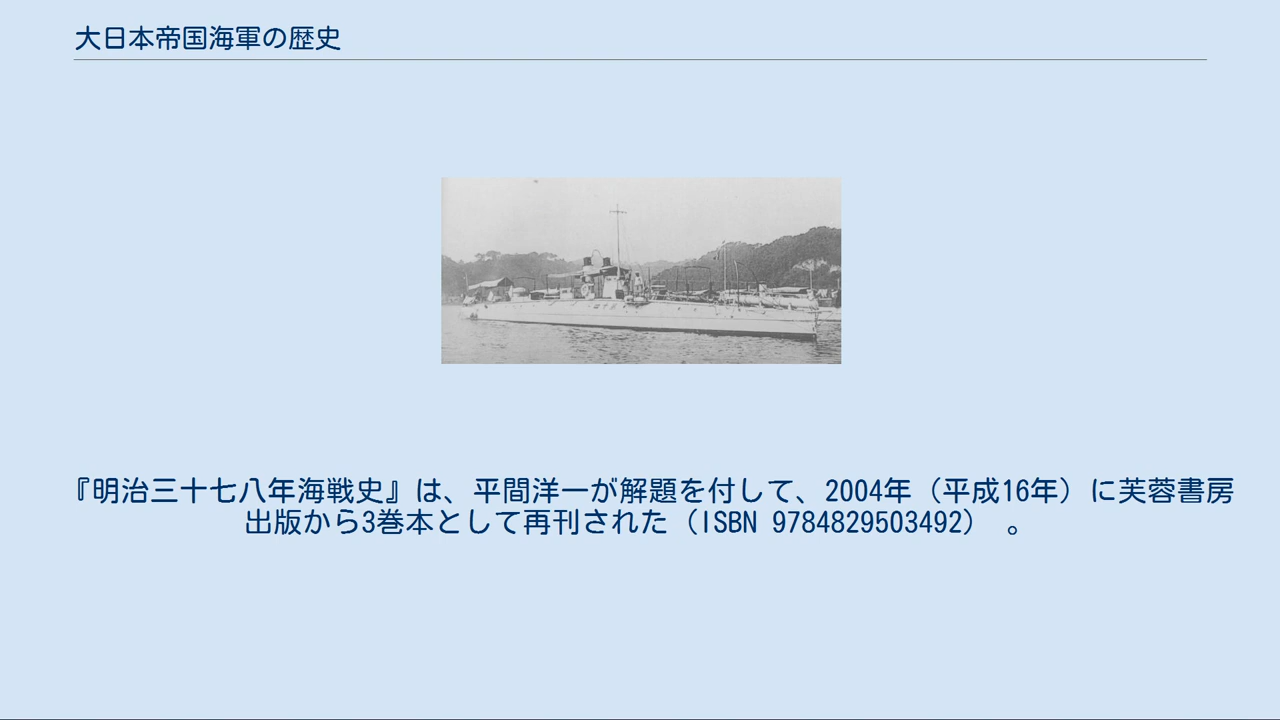 大日本帝国海軍の歴史
『明治三十七八年海戦史』は、平間洋一が解題を付して、2004年（平成16年）に芙蓉書房
出版から3巻本として再刊された（ISBN 9784829503492） 。